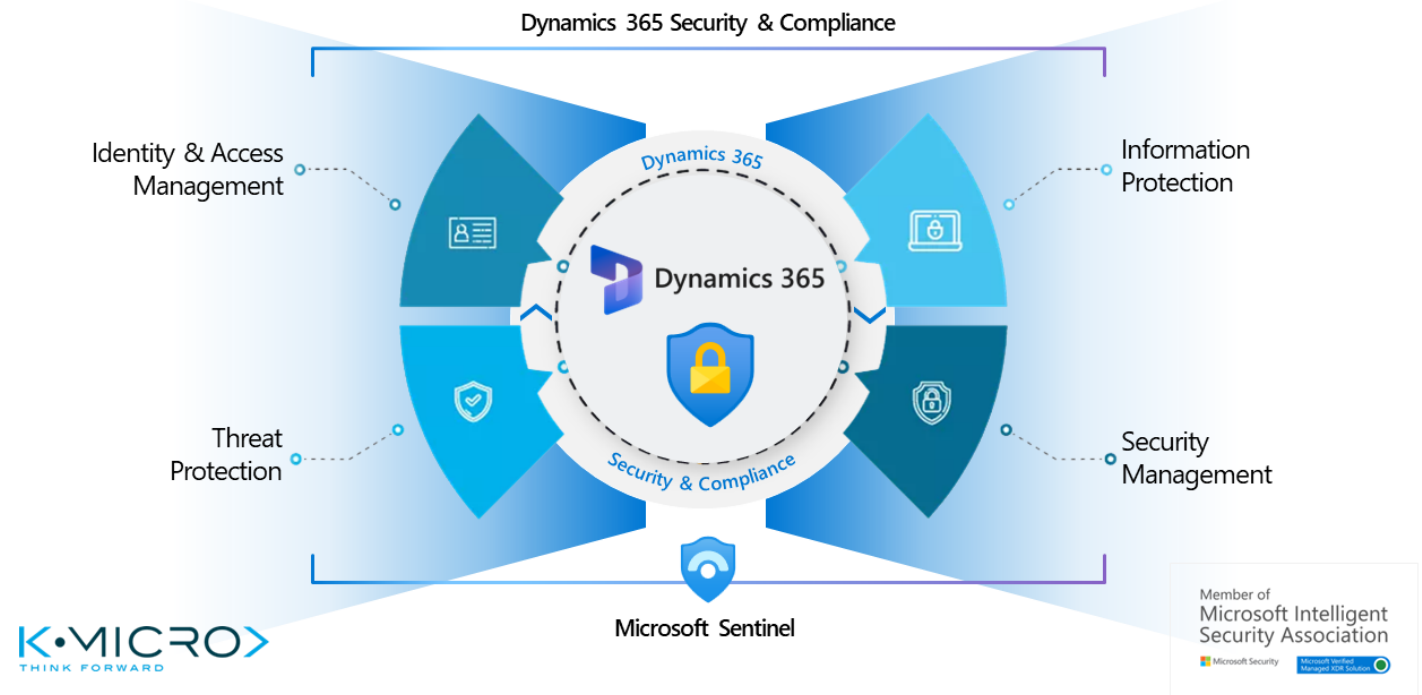 Dynamics 365 Security & Compliance
Identity & Access
Management
Information
Protection
Dynamics 365
Dynamics 365
Threat
Protection
Security
Management
Security & Compliance
Microsoft Sentinel
K·MICRO
THINK FORWARD
Member of
Microsoft Intelligent
Security Association
Microsoft Security
Microsoft Verified
Managed XDR Solution